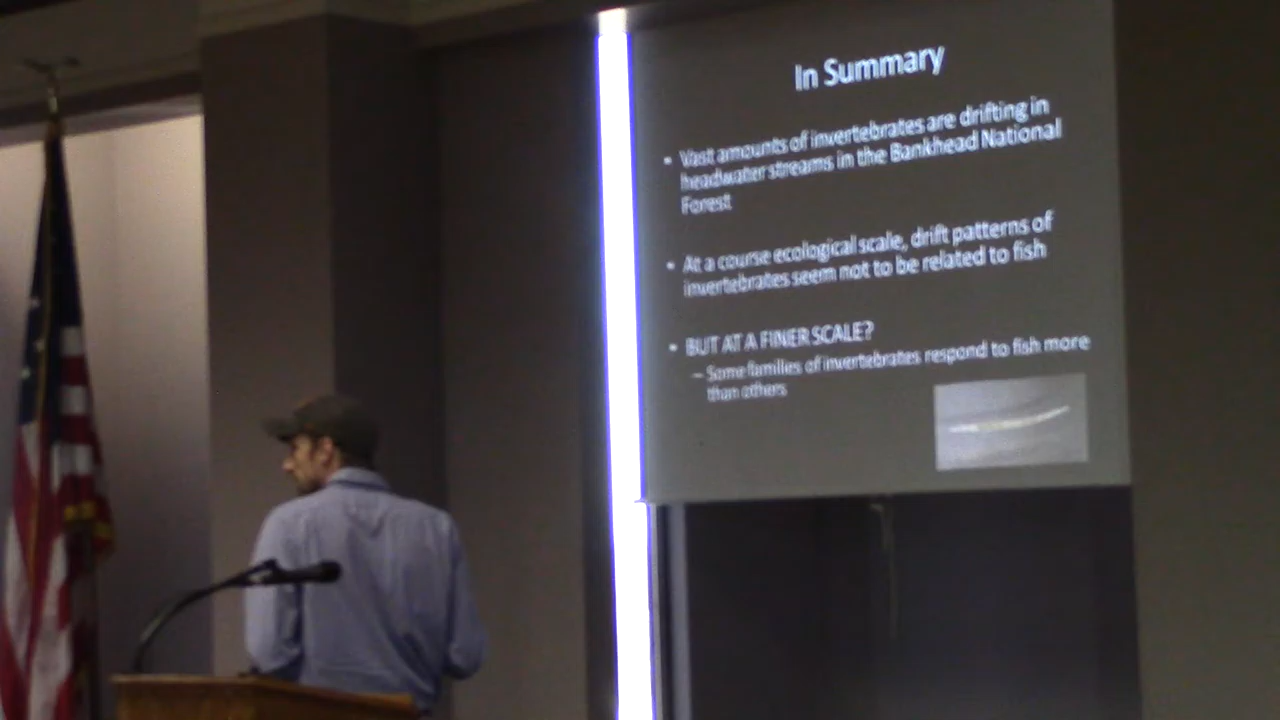 In Summary
• Vast amounts of invertebrates are drifting in
headwater streams in the Bankhead National
Forest
• At a course ecological scale, drift patterns of
invertebrates seem not to be related to fish
• BUT AT A FINER SCALE?
– Some families of invertebrates respond to fish more
than others